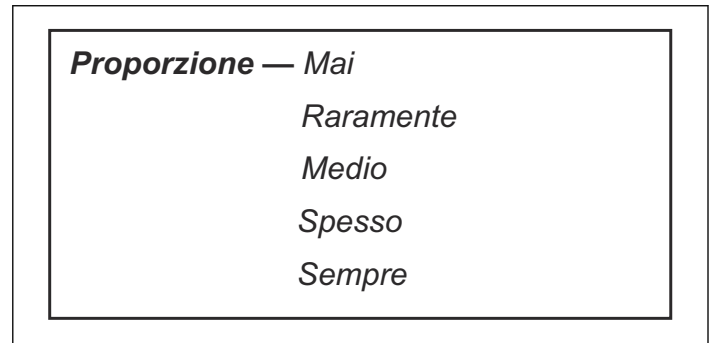 Proporzione — Mai
Raramente
Medio
Spesso
Sempre